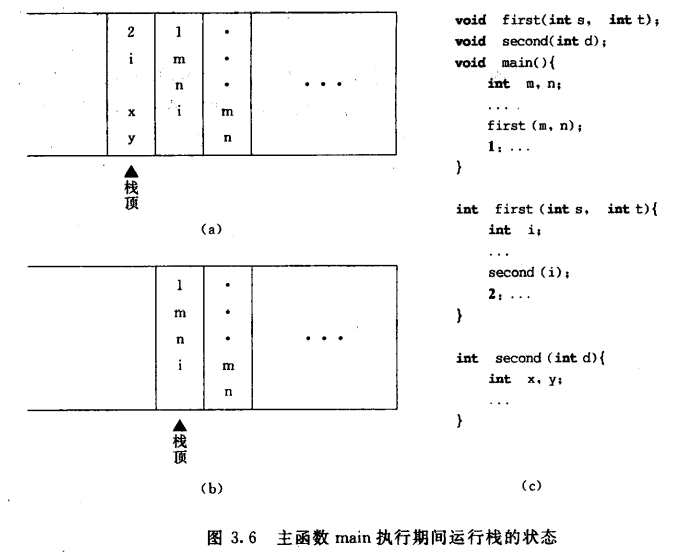 2 1 •
i m •
n •
x i m
y n
• • •
▲
栈
顶
(a)
1 •
m •
n •
i m
n
• • •
▲
栈
顶
(b)
void first(int s, int t);
void second(int d);
void main(){
int m, n;
....
first (m, n);
1: ...
}
int first (int s, int t){
int i;
...
second (i);
2: ...
}
int second (int d){
int x, y;
...
}
(c)
图 3.6 主函数 main 执行期间运行栈的状态